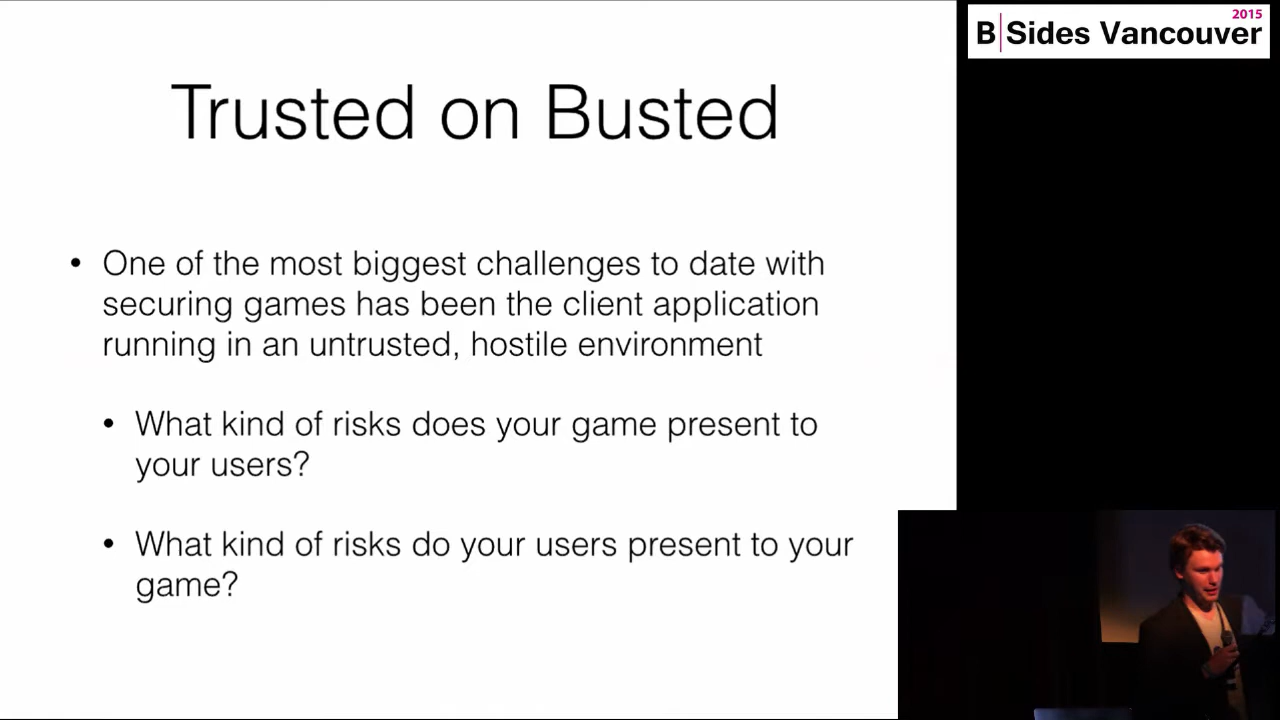 2015
B Sides Vancouver
Trusted on Busted
• One of the most biggest challenges to date with
securing games has been the client application
running in an untrusted, hostile environment
• What kind of risks does your game present to
your users?
• What kind of risks do your users present to your
game?